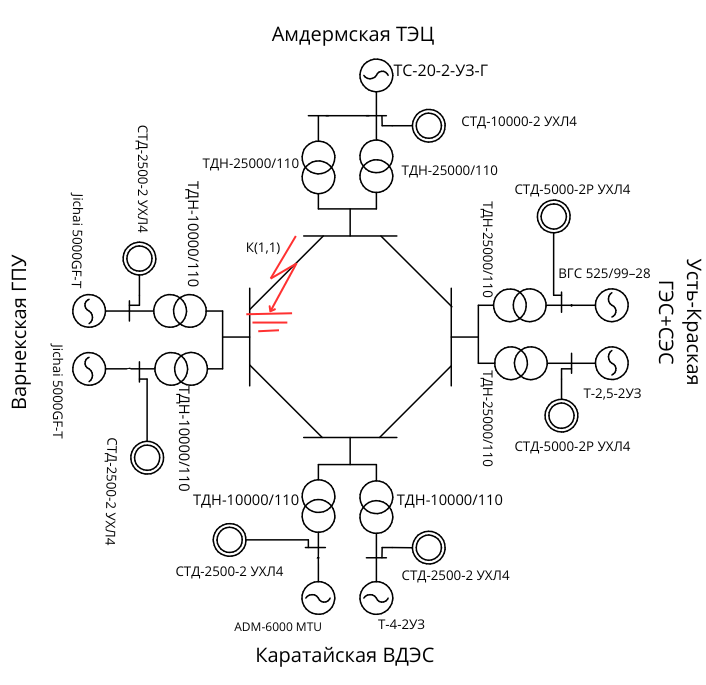 Амдермская ТЭЦ
ТС-20-2-УЗ-Г
СТД-10000-2 УХЛ4
ТДН-25000/110
ТДН-25000/110
СТД-2500-2 УХЛ4
ТДН-10000/110
Jichai 5000GF-T
К(1,1)
СТД-5000-2Р УХЛ4
ТДН-25000/110
ВГС 525/99–28
Усть-Краская
ГЭС+СЭС
Варнекская ГПУ
Jichai 5000GF-T
ТДН-10000/110
СТД-2500-2 УХЛ4
ТДН-25000/110
Т-2,5-2УЗ
СТД-5000-2Р УХЛ4
ТДН-10000/110
ТДН-10000/110
СТД-2500-2 УХЛ4
СТД-2500-2 УХЛ4
ADM-6000 MTU
Т-4-2УЗ
Каратайская ВДЭС